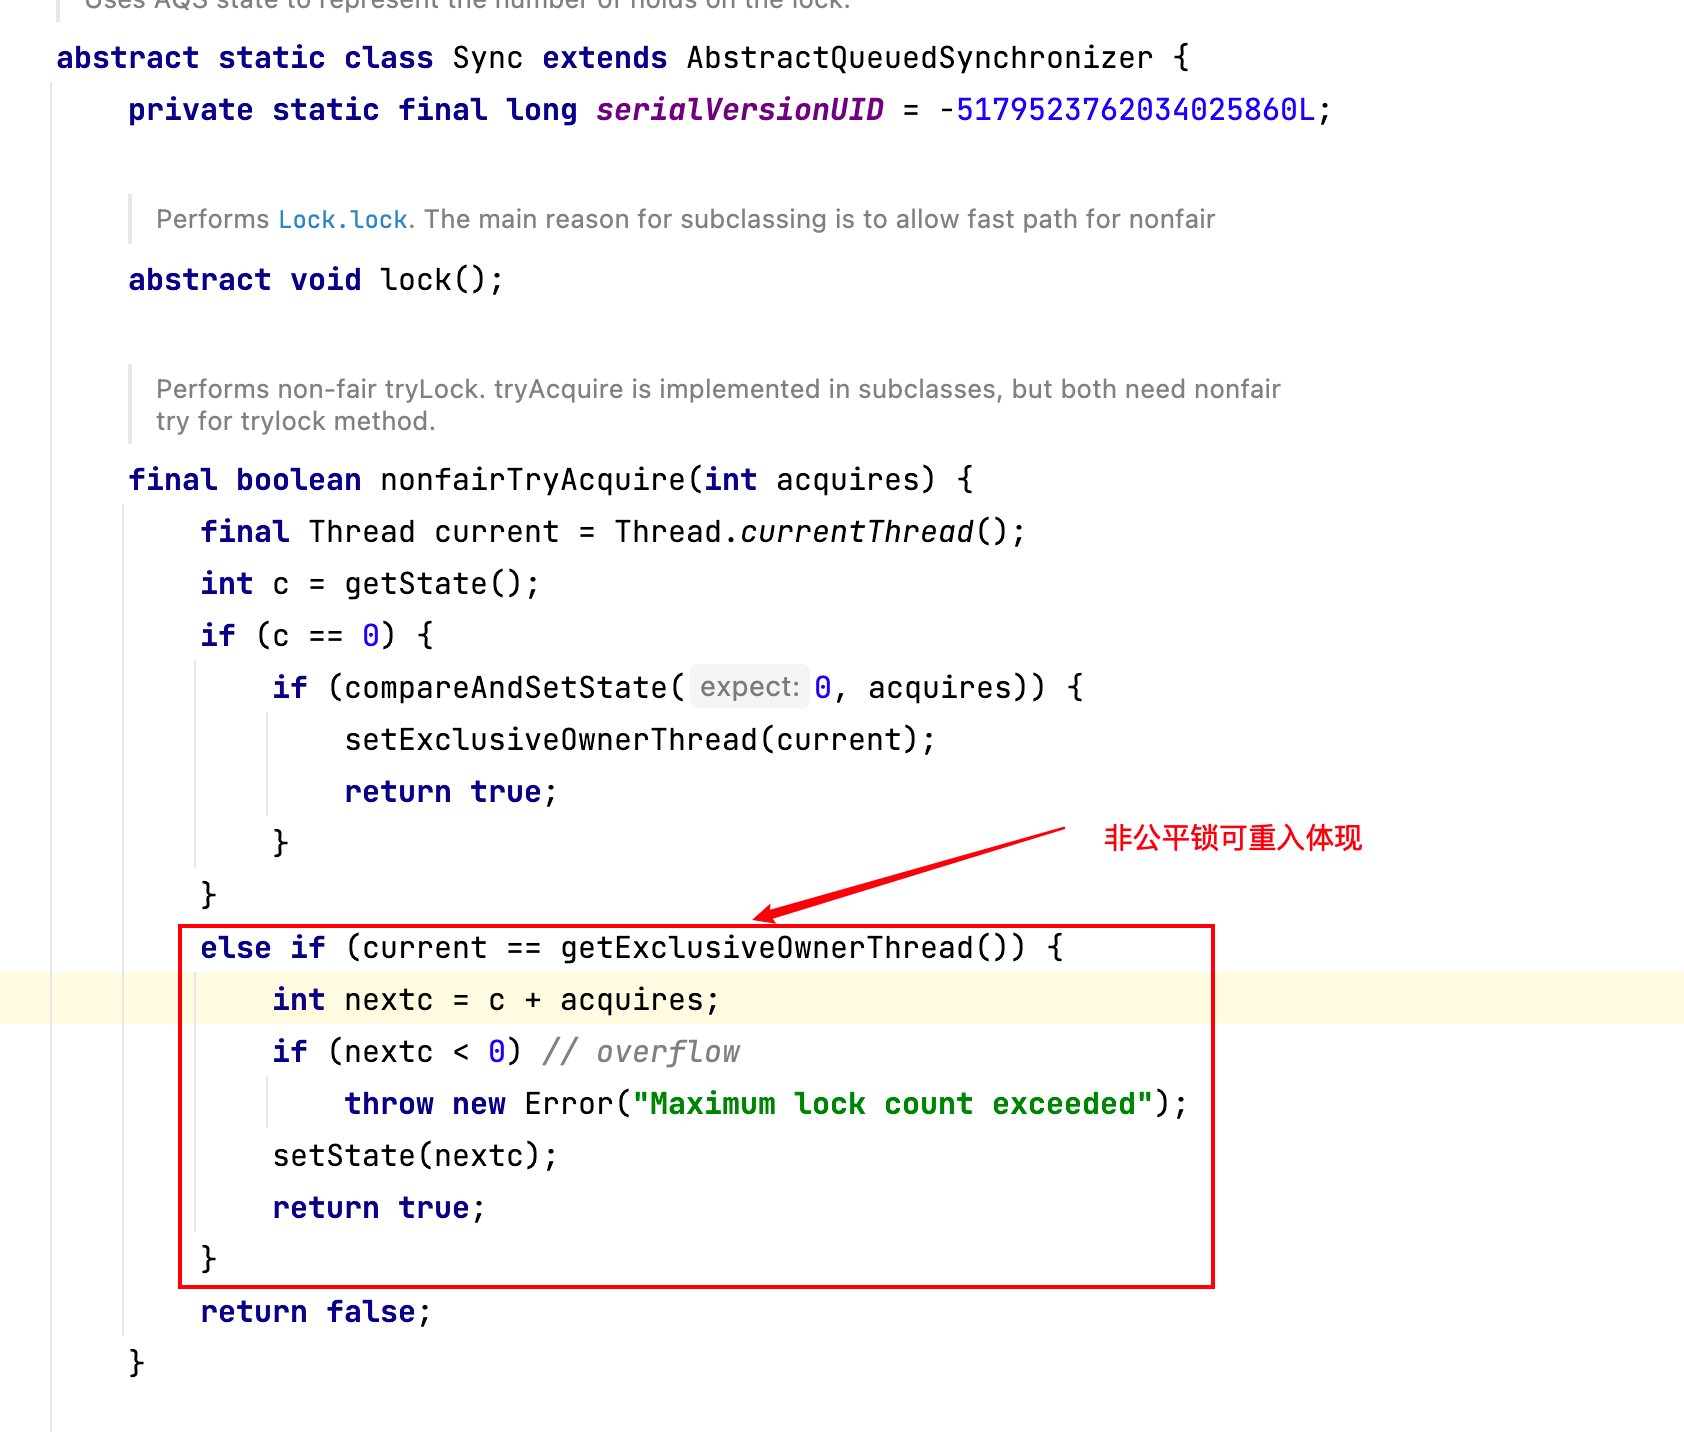 Uses AQS state to represent the number of holds on the lock.
abstract static class Sync extends AbstractQueuedSynchronizer {
private static final long serialVersionUID = -5179523762034025860L;
Performs Lock.lock. The main reason for subclassing is to allow fast path for nonfair
abstract void lock();
Performs non-fair tryLock. tryAcquire is implemented in subclasses, but both need nonfair
try for trylock method.
final boolean nonfairTryAcquire(int acquires) {
final Thread current = Thread.currentThread();
int c = getState();
if (c == 0) {
if (compareAndSetState( expect: 0, acquires)) {
setExclusiveOwnerThread(current);
return true;
}
非公平锁可重入体现
}
else if (current == getExclusiveOwnerThread()) {
int nextc = c + acquires;
if (nextc < 0) // overflow
throw new Error("Maximum lock count exceeded");
setState(nextc);
return true;
}
return false;
}